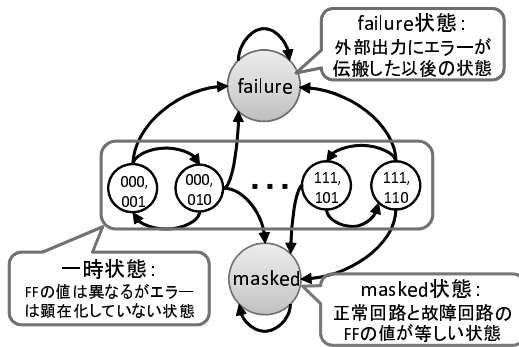 failure状態：
外部出力にエラーが
伝搬した以後の状態
failure
000,
001
000,
010
・・・
111,
101
111,
110
一時状態：
FFの値は異なるがエラー
は顕在化していない状態
masked
masked状態：
正常回路と故障回路の
FFの値が等しい状態